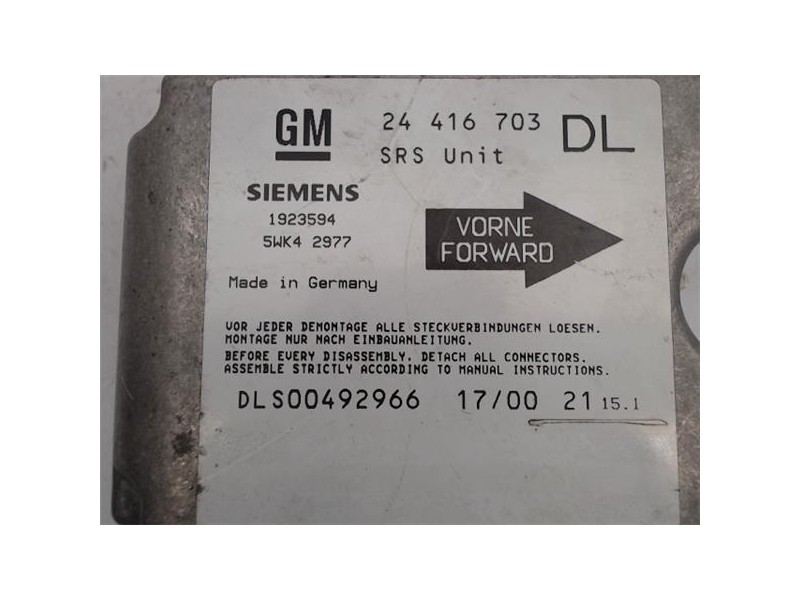 GM 24 416 703 DL
SRS Unit
SIEMENS
1923594
5WK4 2977
VORNE
FORWARD
Made in Germany
VOR JEDER DEMONTAGE ALLE STECKVERBINDUNGEN LOESEN.
MONTAGE NUR NACH EINBAUANLEITUNG.
BEFORE EVERY DISASSEMBLY, DETACH ALL CONNECTORS.
ASSEMBLE STRICTLY ACCORDING TO MANUAL INSTRUCTIONS.
DLS00492966 17/00 21 15.1